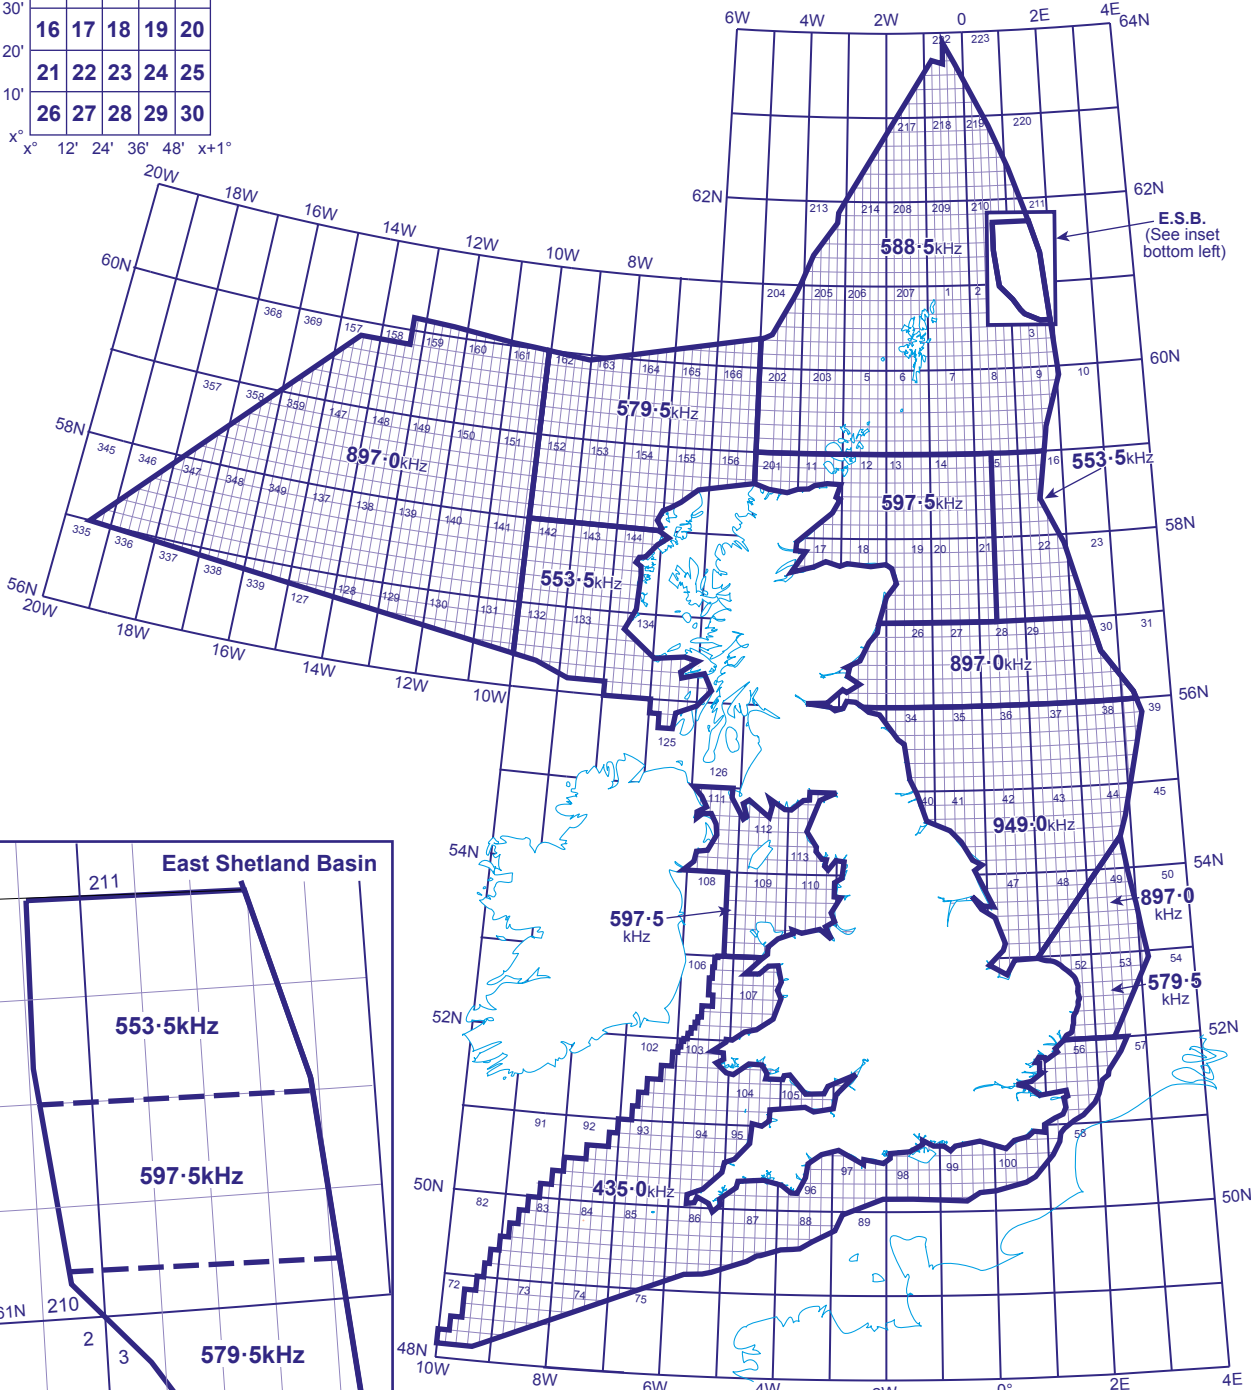 30'
16 17 18 19 20
20'
21 22 23 24 25
10'
26 27 28 29 30
x°
x° 12' 24' 36' 48' x+1°
6W 4W 2W 0 2E 4E
64N
222 223
217 218 219 220
20W 18W 16W 14W 12W 10W 8W
62N
62N
213 214 208 209 210 211
E.S.B.
(See inset
bottom left)
588·5kHz
60N
204 205 206 207 1 2
3
368 369 157 158 159 160 161 162 163 164 165 166
202 203 5 6 7 8 9 10
60N
357 358 359 147 148 149 150 151 152 153 154 155 156
579·5kHz
897·0kHz
58N
201 11 12 13 14 15 16
553·5kHz
597·5kHz
345 346 347 348 349 137 138 139 140 141 142 143 144
17 18 19 20 21 22 23
58N
335 336 337 338 339 127 128 129 130 131 132 133 134
553·5kHz
56N
20W 18W 16W 14W 12W 10W
26 27 28 29 30 31
897·0kHz
56N
34 35 36 37 38 39
125
126
111
112
113
40 41 42 43 44 45
949·0kHz
54N
54N
108 109 110
47 48 49 50
897·0
kHz
597·5
kHz
106
107
52 53 54
579·5
kHz
52N
52N
102 103
104 105
56 57
91 92 93 94 95
58
96 97 98 99 100
50N
50N
435·0kHz
82 83 84 85 86 87 88 89
72 73 74 75
48N
10W 8W 6W 4W 2W 0° 2E 4E
East Shetland Basin
211
553·5kHz
597·5kHz
61N
210
2
3
579·5kHz